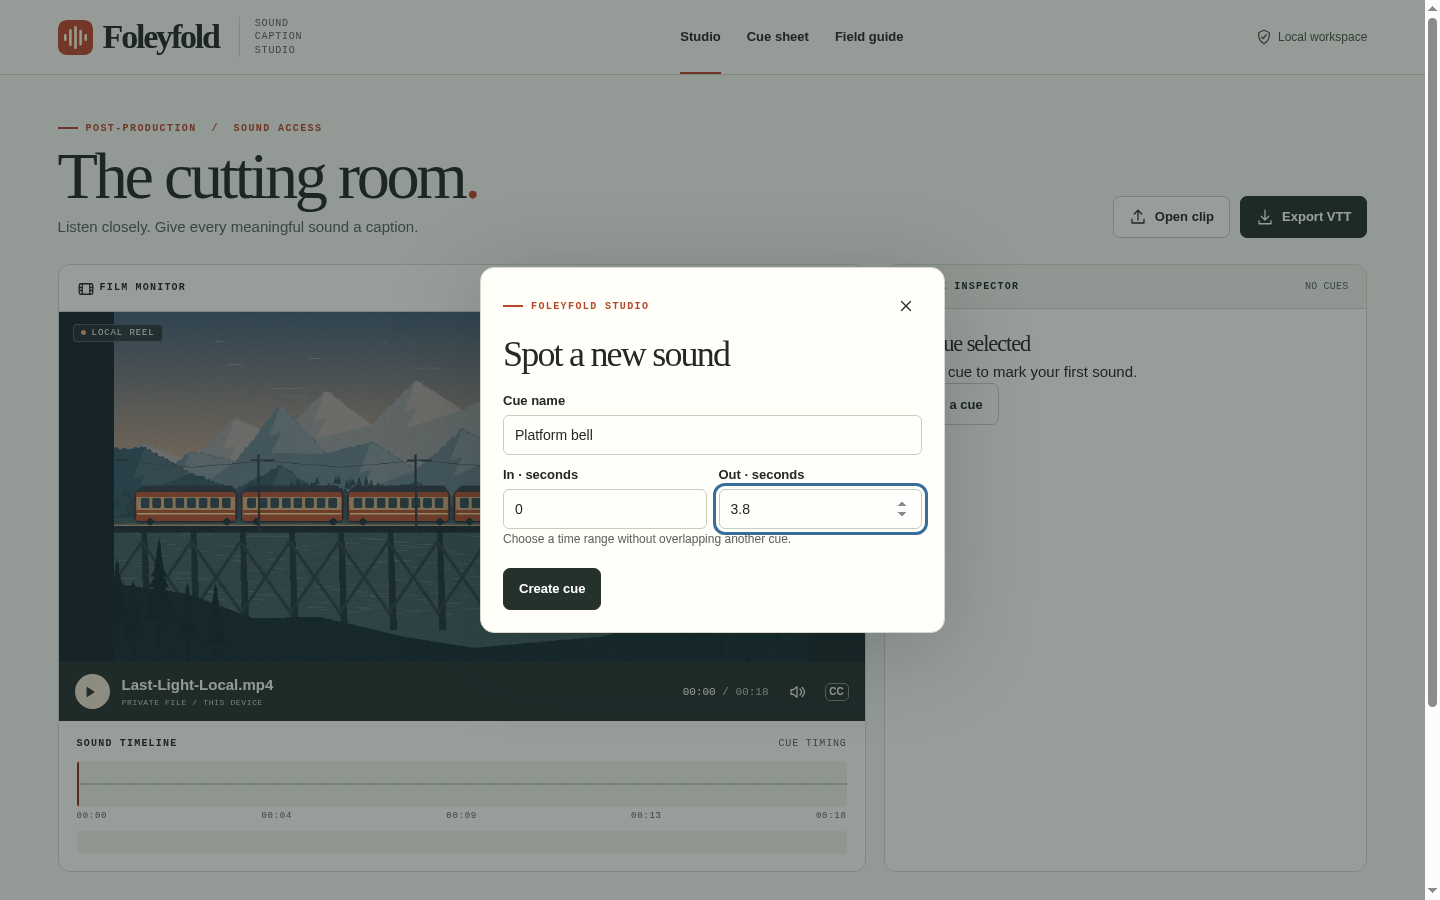 Foleyfold
SOUND
CAPTION
STUDIO
Studio
Cue sheet
Field guide
Local workspace
POST-PRODUCTION / SOUND ACCESS
The cutting room.
Listen closely. Give every meaningful sound a caption.
Open clip
Export VTT
FILM MONITOR
LOCAL REEL
INSPECTOR
NO CUES
selected
cue to mark your first sound.
a cue
FOLEYFOLD STUDIO
Spot a new sound
Cue name
Platform bell
In · seconds
Out · seconds
0
3.8
Choose a time range without overlapping another cue.
Create cue
Last-Light-Local.mp4
PRIVATE FILE / THIS DEVICE
00:00 / 00:18
CC
SOUND TIMELINE
CUE TIMING
00:00
00:04
00:09
00:13
00:18